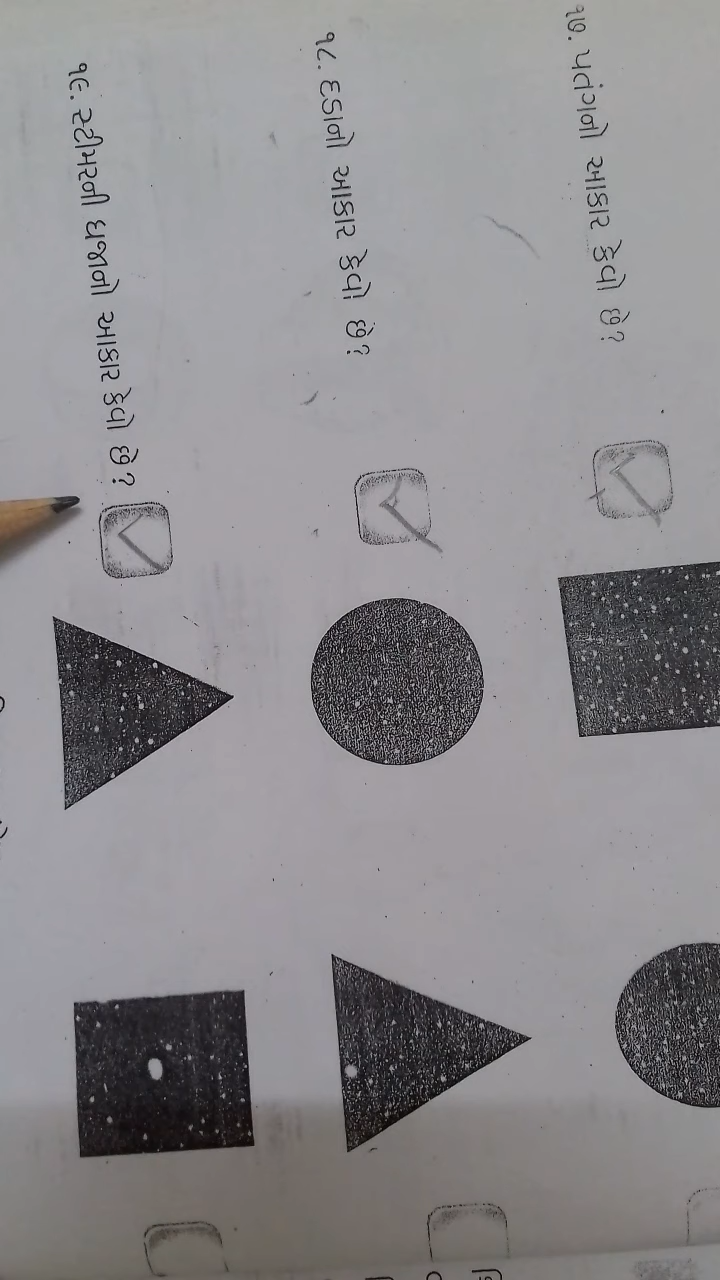 ૧૭. પતંગનો આકાર કેવો છે?
૧૮. દડાનો આકાર કેવો છે?
૧૯. સ્ટીમરની ધજાનો આકાર કેવો છે?